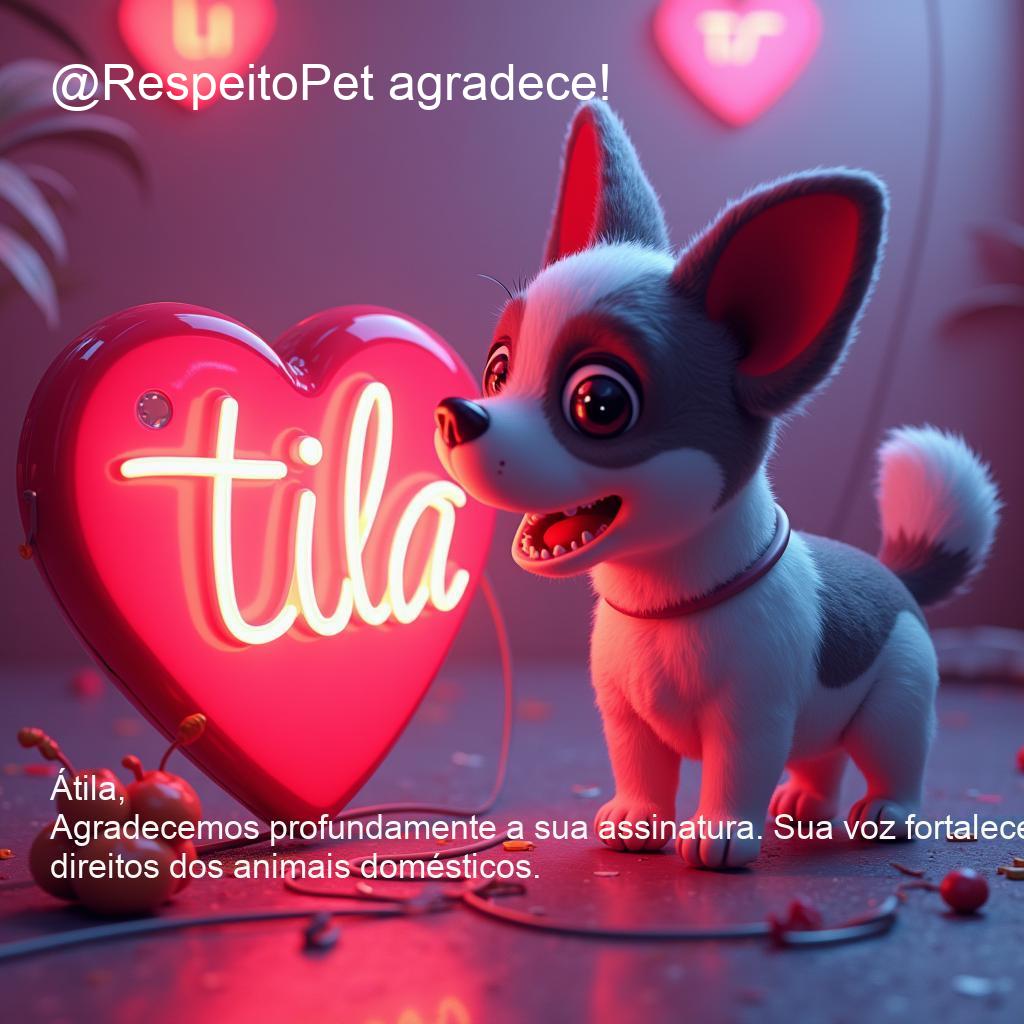 @RespeitoPet agradece!
tila
Átila,
Agradecemos profundamente a sua assinatura. Sua voz fortalece
direitos dos animais domésticos.